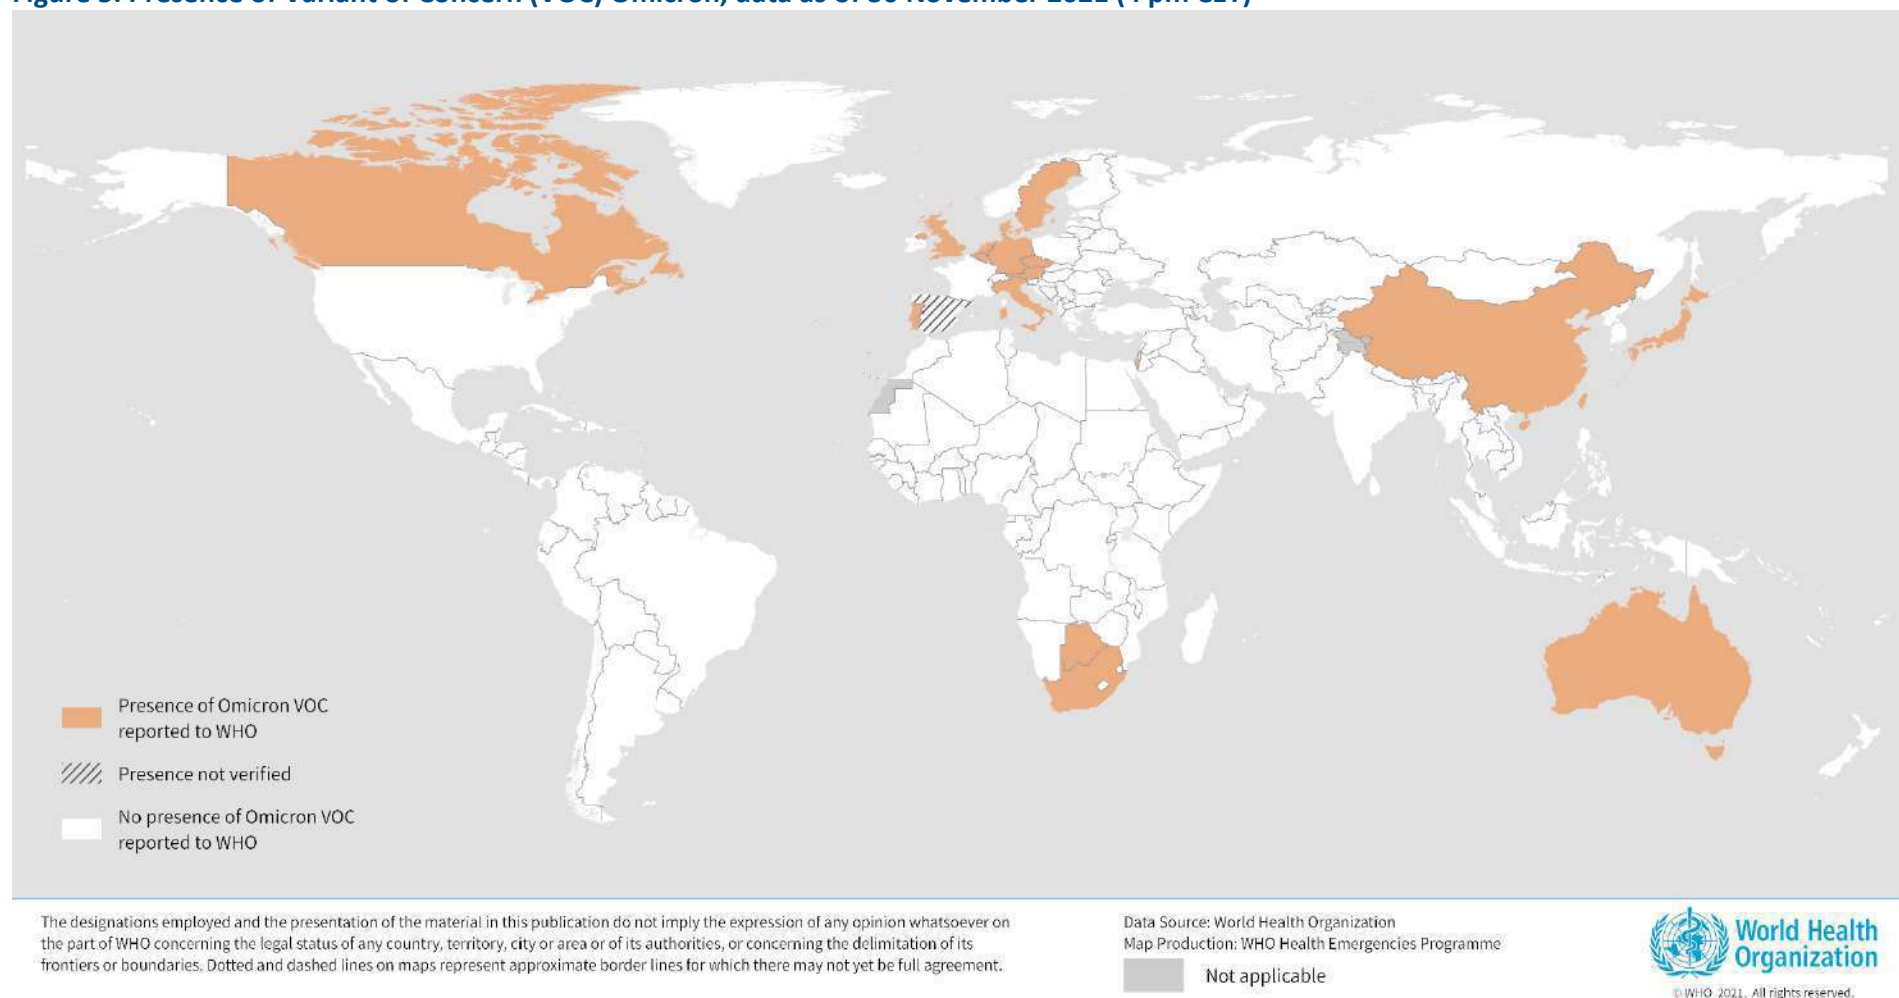 Presence of Omicron VOC
reported to WHO
Presence not verified
No presence of Omicron VOC
reported to WHO
The designations employed and the presentation of the material in this publication do not imply the expression of any opinion whatsoever on
the part of WHO concerning the legal status of any country, territory, city or area or of its authorities, or concerning the delimitation of its
frontiers or boundaries. Dotted and dashed lines on maps represent approximate border lines for which there may not yet be full agreement.
Data Source: World Health Organization
Map Production: WHO Health Emergencies Programme
Not applicable
World Health
Organization
© WHO 2021. All rights reserved.